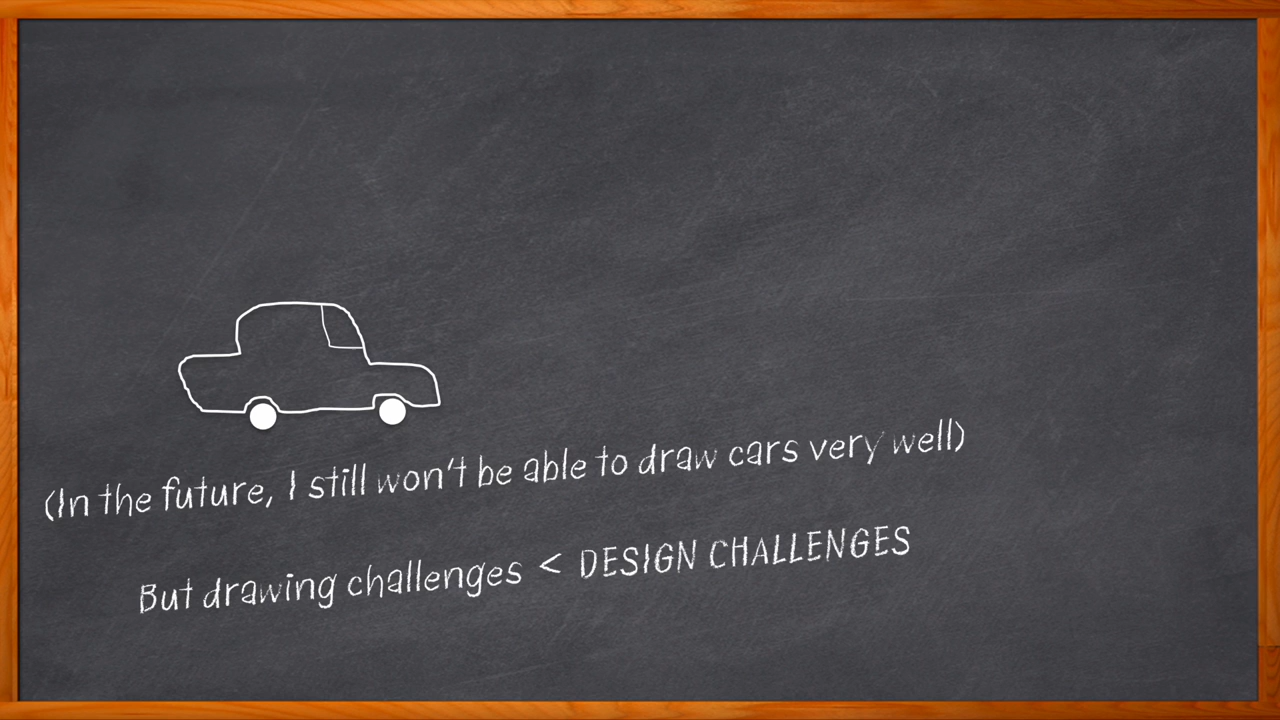 (In the future, I still won't be able to draw cars very well)
But drawing challenges < DESIGN CHALLENGES